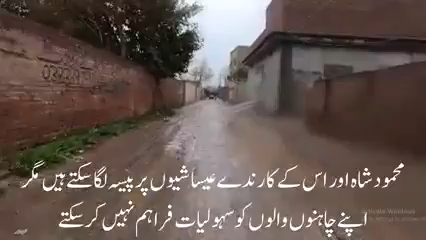 محمود شاہ اور اس کے کارندے عیساشیوں پر پیسہ لگا سکتے ہیں مگر
اپنے چاہنوں والوں کو سہولیات فراہم نہیں کر سکتے